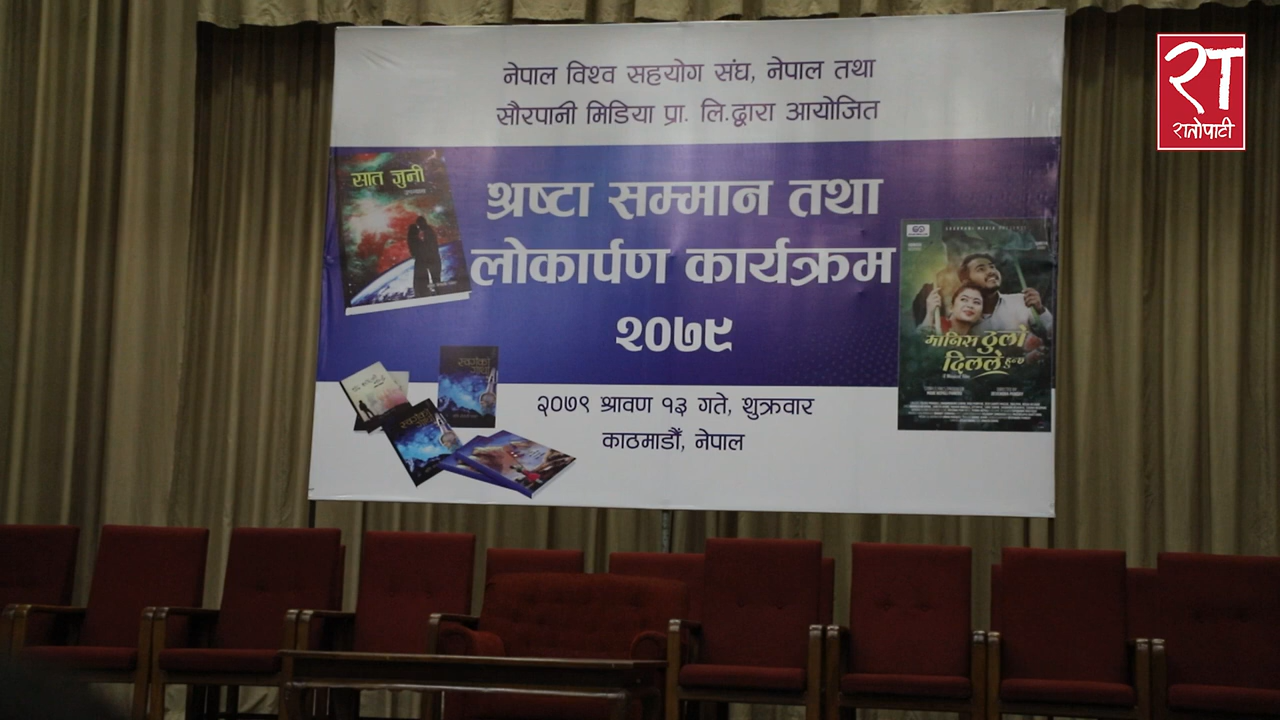 नेपाल विश्व सहयोग संघ, नेपाल तथा
सौरपानी मिडिया प्रा. लि.द्वारा आयोजित
श्रष्टा सम्मान तथा
लोकार्पण कार्यक्रम
२०७९
२०७९ श्रावण १३ गते, शुक्रवार
काठमाडौं, नेपाल
सात जुनी
मानिस ठुलो
दिलले हुन्छ
रा
रातोपाटी